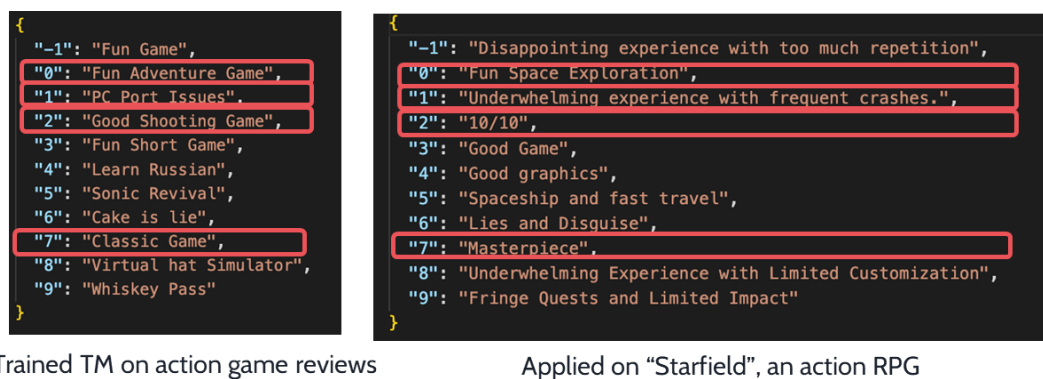 {
"-1": "Fun Game",
"0": "Fun Adventure Game",
"1": "PC Port Issues",
"2": "Good Shooting Game",
"3": "Fun Short Game",
"4": "Learn Russian",
"5": "Sonic Revival",
"6": "Cake is lie",
"7": "Classic Game",
"8": "Virtual hat Simulator",
"9": "Whiskey Pass"
}
Trained TM on action game reviews
{
"-1": "Disappointing experience with too much repetition",
"0": "Fun Space Exploration",
"1": "Underwhelming experience with frequent crashes.",
"2": "10/10",
"3": "Good Game",
"4": "Good graphics",
"5": "Spaceship and fast travel",
"6": "Lies and Disguise",
"7": "Masterpiece",
"8": "Underwhelming Experience with Limited Customization",
"9": "Fringe Quests and Limited Impact"
}
Applied on “Starfield”, an action RPG